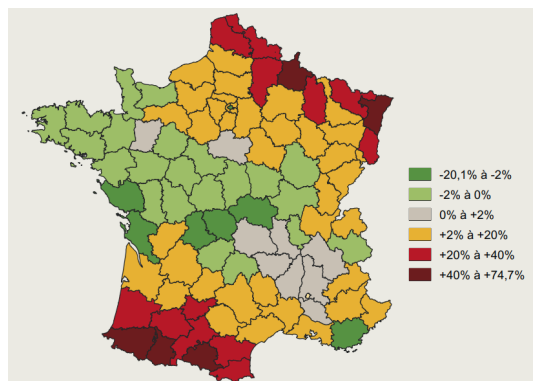 -20,1% à -2%
-2% à 0%
0% à +2%
+2% à +20%
+20% à +40%
+40% à +74,7%